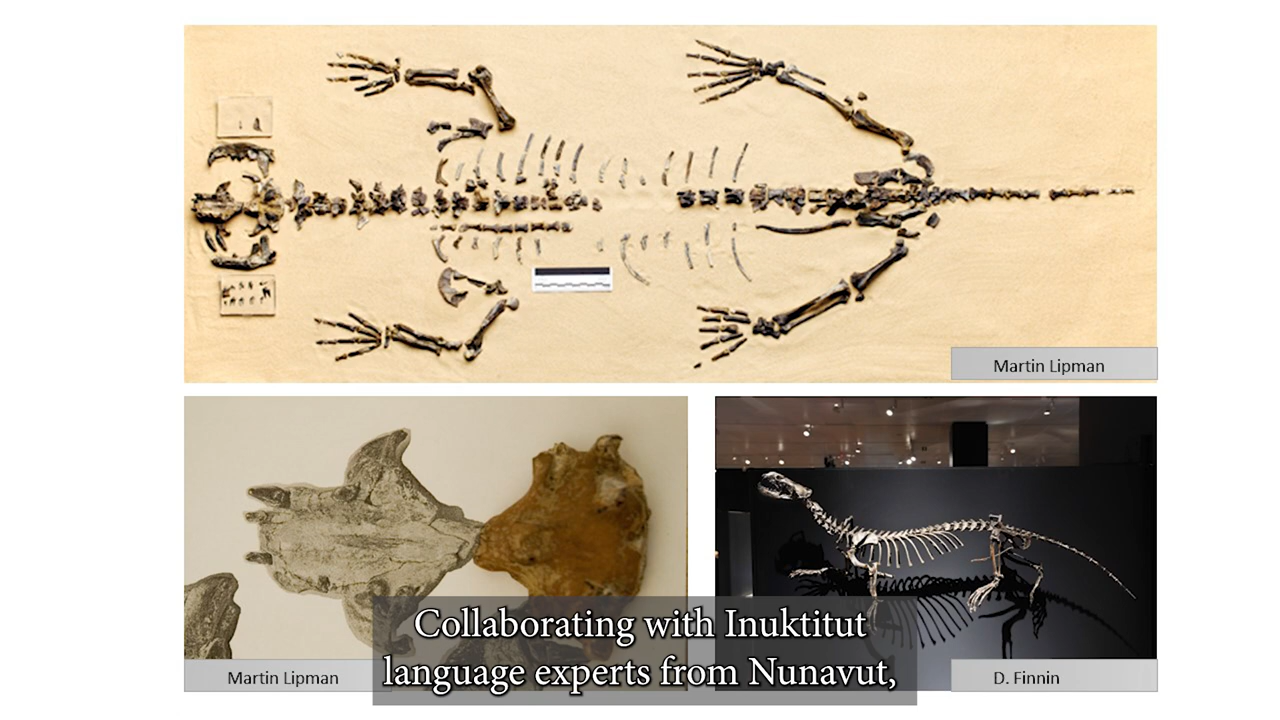 Martin Lipman
Martin Lipman
D. Finnin
Collaborating with Inuktitut
language experts from Nunavut,